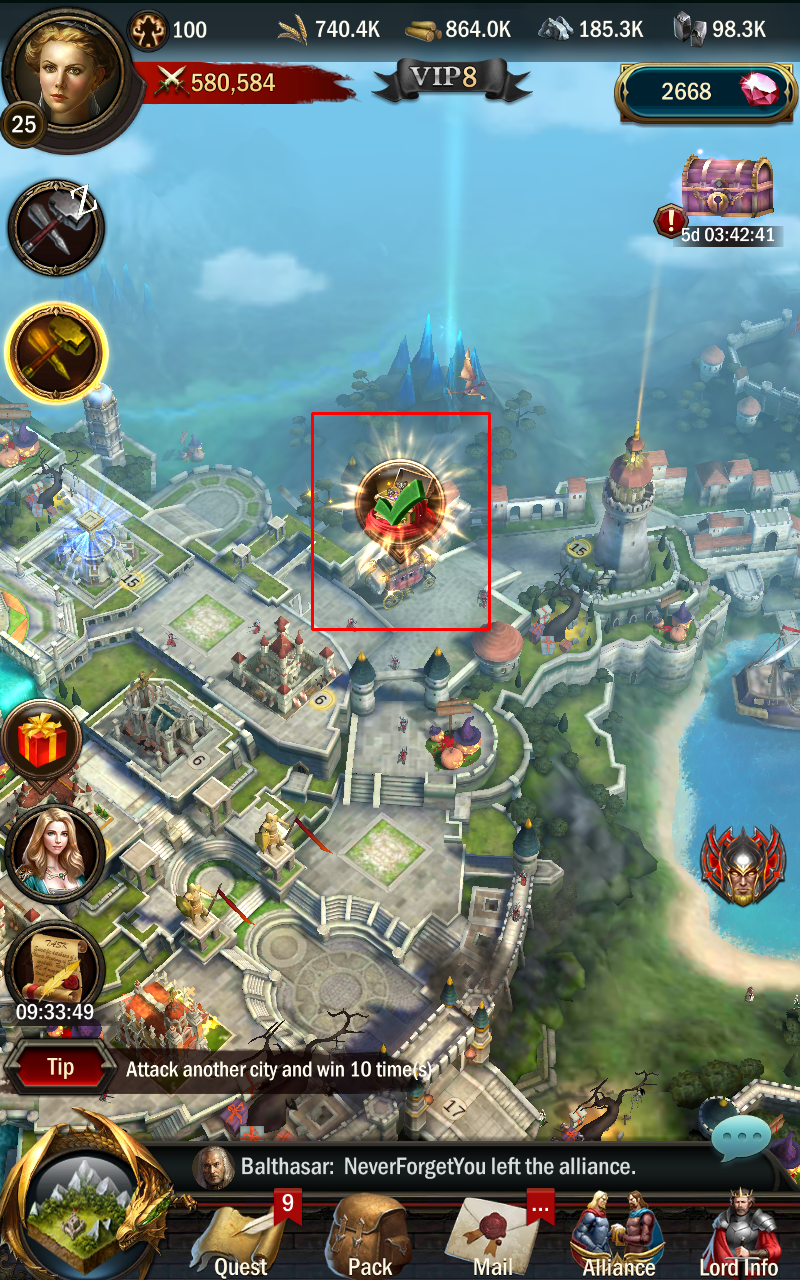 100
740.4K
864.0K
185.3K
98.3K
580,584
VIP8
2668
25
Z
5d 03:42:41
15
15
6
6
TASK
09:33:49
Tip
Attack another city and win 10 time(s)
17
Balthasar: NeverForgetYou left the alliance.
9
...
Quest
Pack
Mail
Alliance
Lord Info